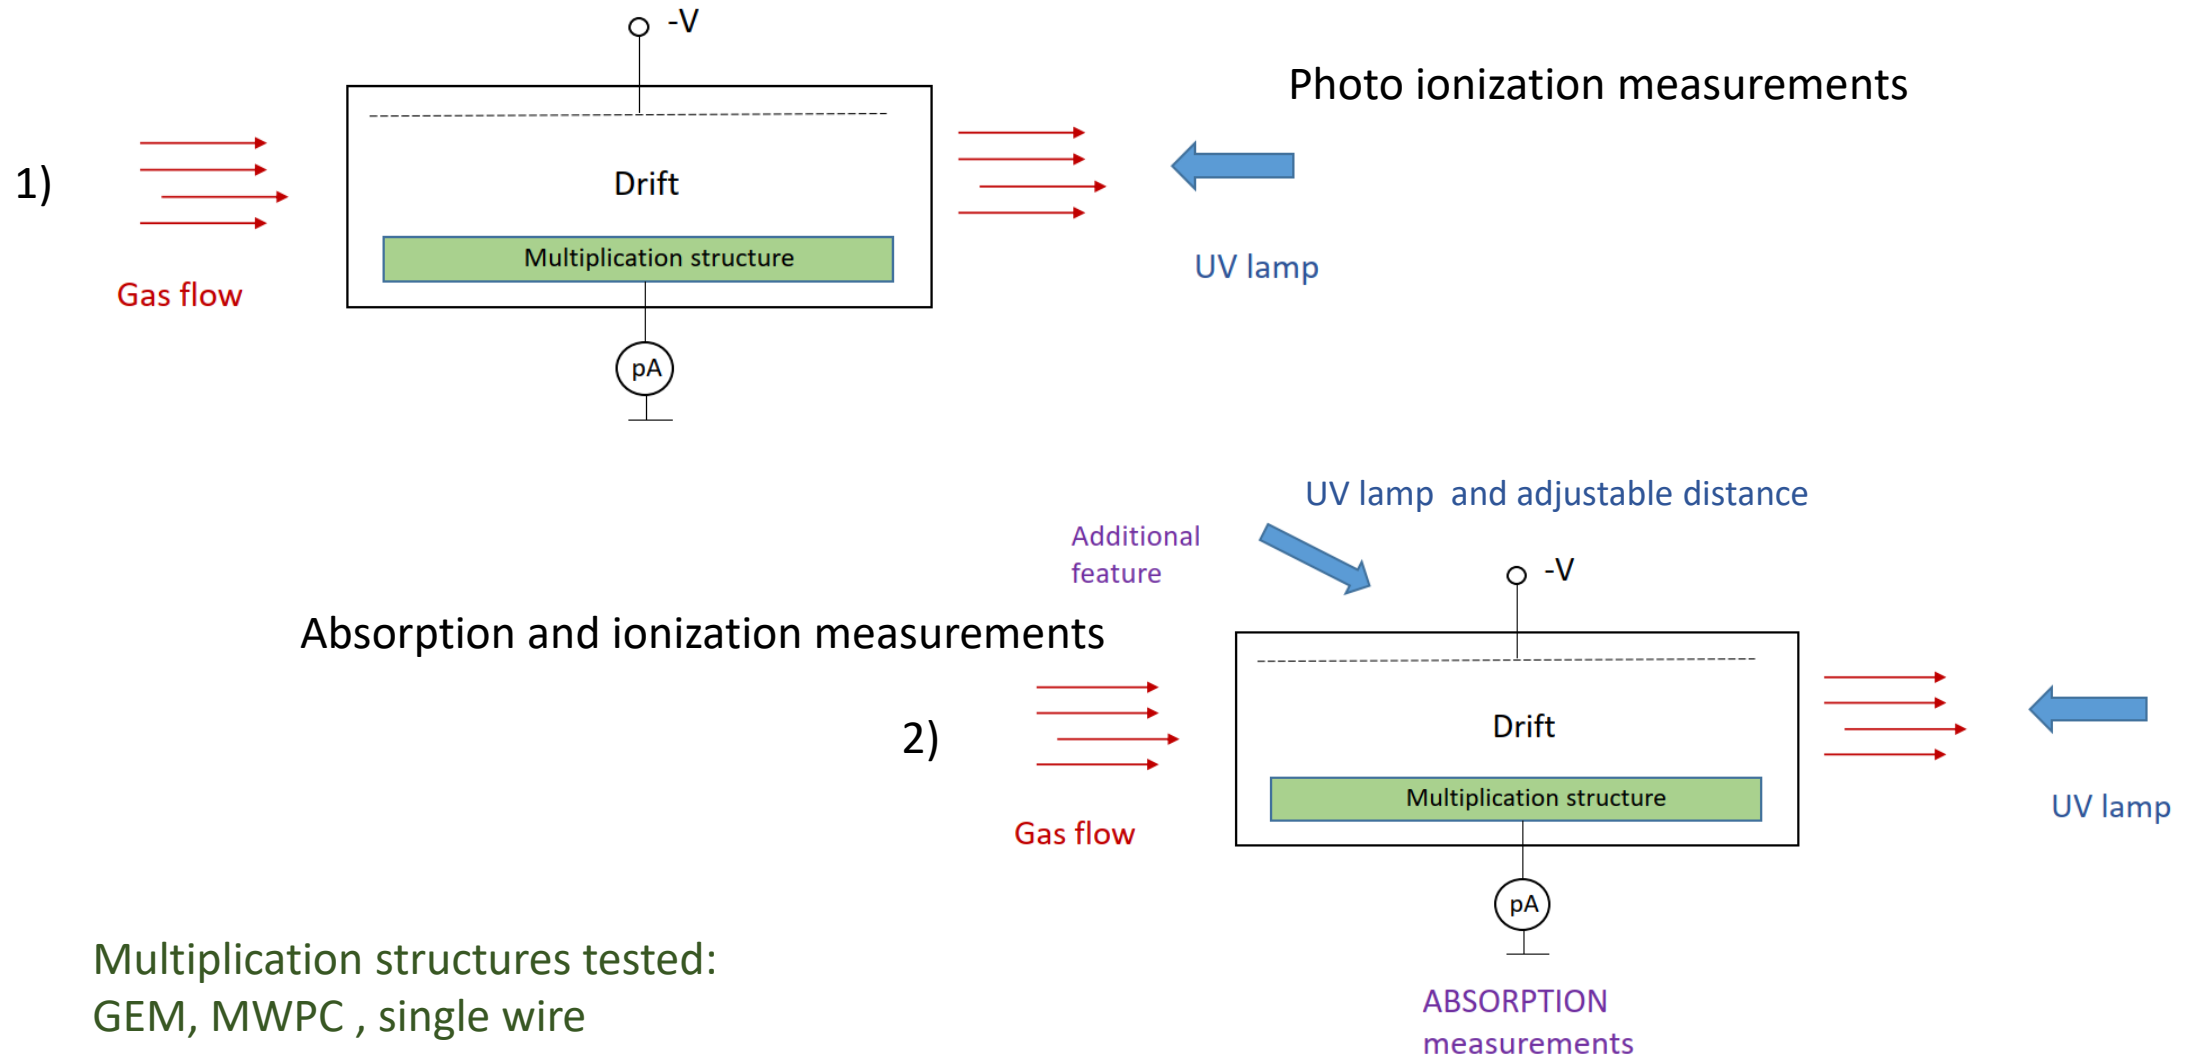 -V
Photo ionization measurements
1)
Drift
Multiplication structure
Gas flow
UV lamp
pA
UV lamp and adjustable distance
Additional
feature
-V
Absorption and ionization measurements
2)
Drift
Multiplication structure
Gas flow
UV lamp
pA
Multiplication structures tested:
GEM, MWPC , single wire
ABSORPTION
measurements